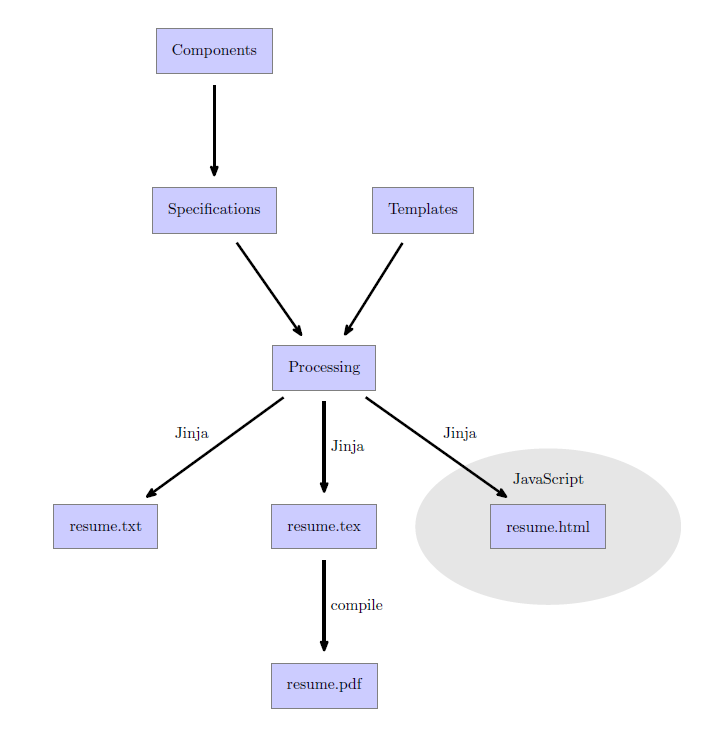 Components
Specifications
Templates
Processing
Jinja
Jinja
Jinja
JavaScript
resume.txt
resume.tex
resume.html
compile
resume.pdf